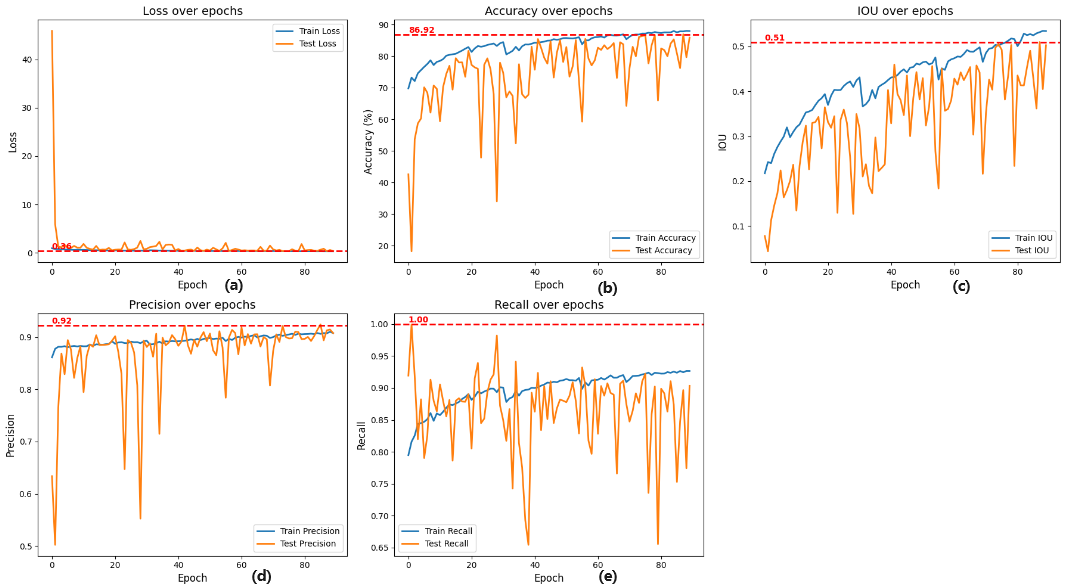 Loss over epochs
Train Loss
Test Loss
40
30
20
10
0
0.36
Loss
0 20 40 60 80
Epoch
(a)
Accuracy over epochs
86.92
90
80
70
60
50
40
30
20
Accuracy (%)
Train Accuracy
Test Accuracy
0 20 40 60 80
Epoch
(b)
IOU over epochs
0.51
0.5
0.4
0.3
0.2
0.1
IOU
Train IOU
Test IOU
0 20 40 60 80
Epoch
(c)
Precision over epochs
0.92
0.9
0.8
0.7
0.6
0.5
Precision
Train Precision
Test Precision
0 20 40 60 80
Epoch
(d)
Recall over epochs
1.00
1.00
0.95
0.90
0.85
0.80
0.75
0.70
0.65
Recall
Train Recall
Test Recall
0 20 40 60 80
Epoch
(e)